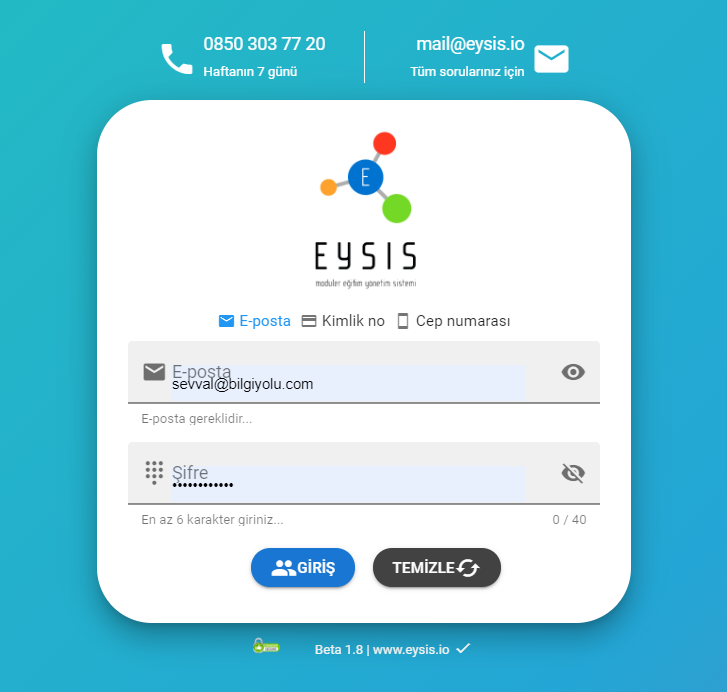 0850 303 77 20
Haftanın 7 günü
mail@eysis.io
Tüm sorularınız için
E
EYSIS
moduler eğitim yönetim sistemi
E-posta
Kimlik no
Cep numarası
E-posta
sevval@bilgiyolu.com
E-posta gereklidir...
Şifre
••••••••••••
En az 6 karakter giriniz...
0 / 40
GİRİŞ
TEMİZLE
Beta 1.8 | www.eysis.io